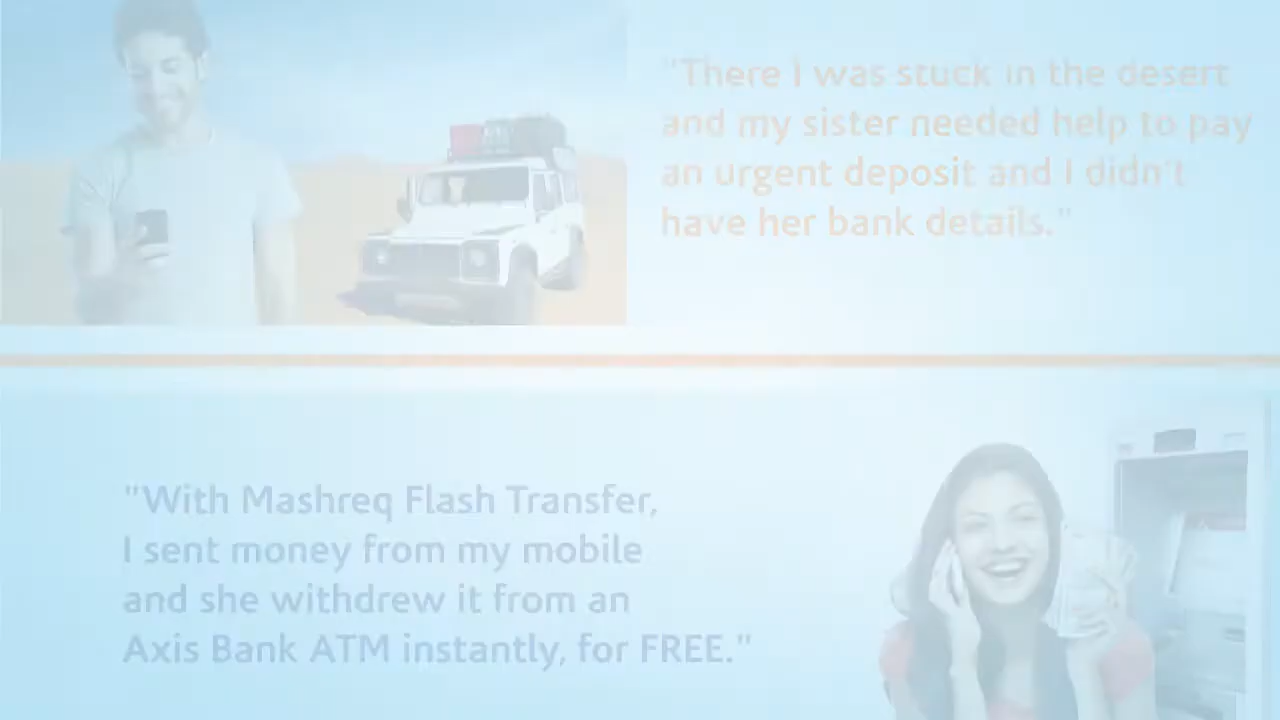 "There I was stuck in the desert
and my sister needed help to pay
an urgent deposit and I didn't
have her bank details."
"With Mashreq Flash Transfer,
I sent money from my mobile
and she withdrew it from an
Axis Bank ATM instantly, for FREE."